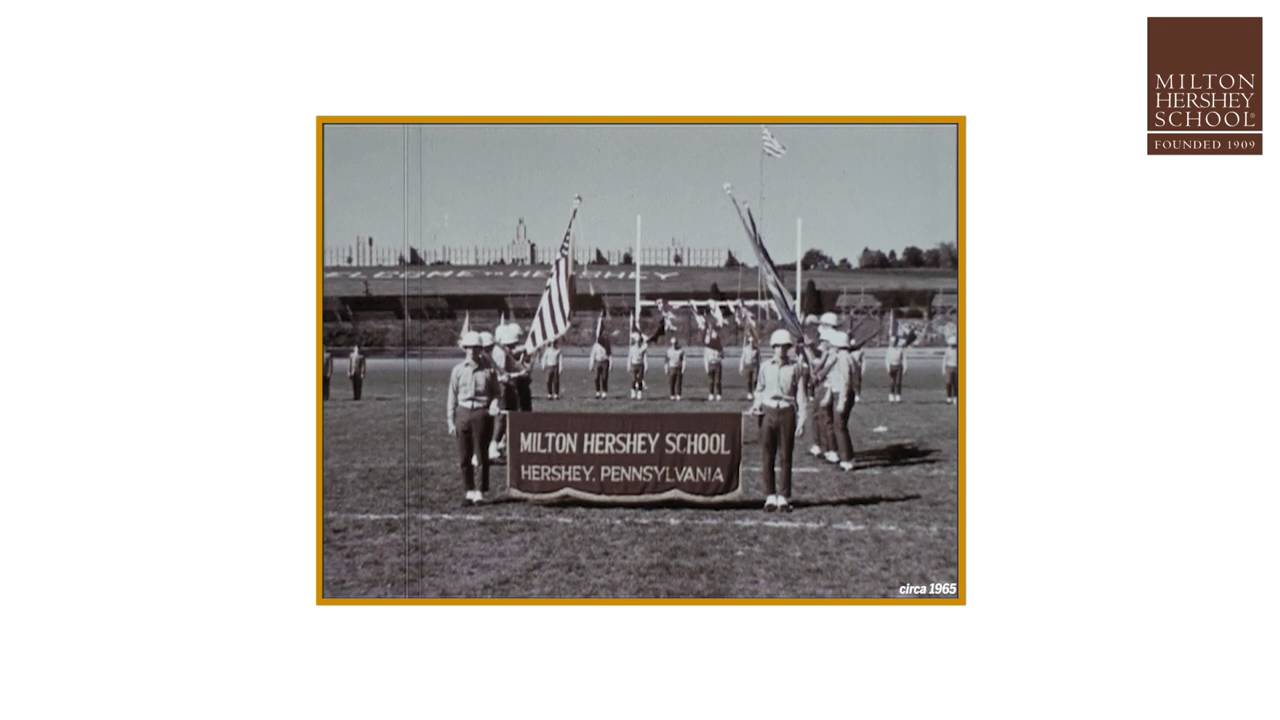 MILTON
HERSHEY
SCHOOL®
FOUNDED 1909
MILTON HERSHEY SCHOOL
HERSHEY, PENNSYLVANIA
circa 1965